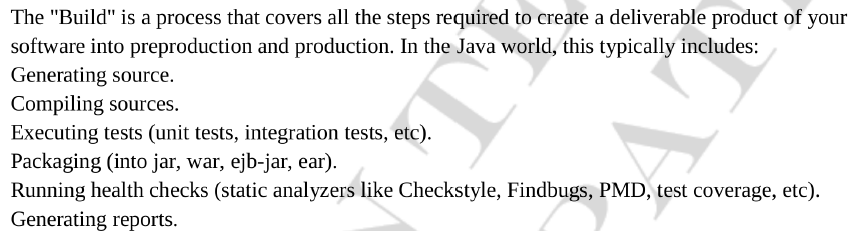 The "Build" is a process that covers all the steps required to create a deliverable product of your
software into preproduction and production. In the Java world, this typically includes:
Generating source.
Compiling sources.
Executing tests (unit tests, integration tests, etc).
Packaging (into jar, war, ejb-jar, ear).
Running health checks (static analyzers like Checkstyle, Findbugs, PMD, test coverage, etc).
Generating reports.